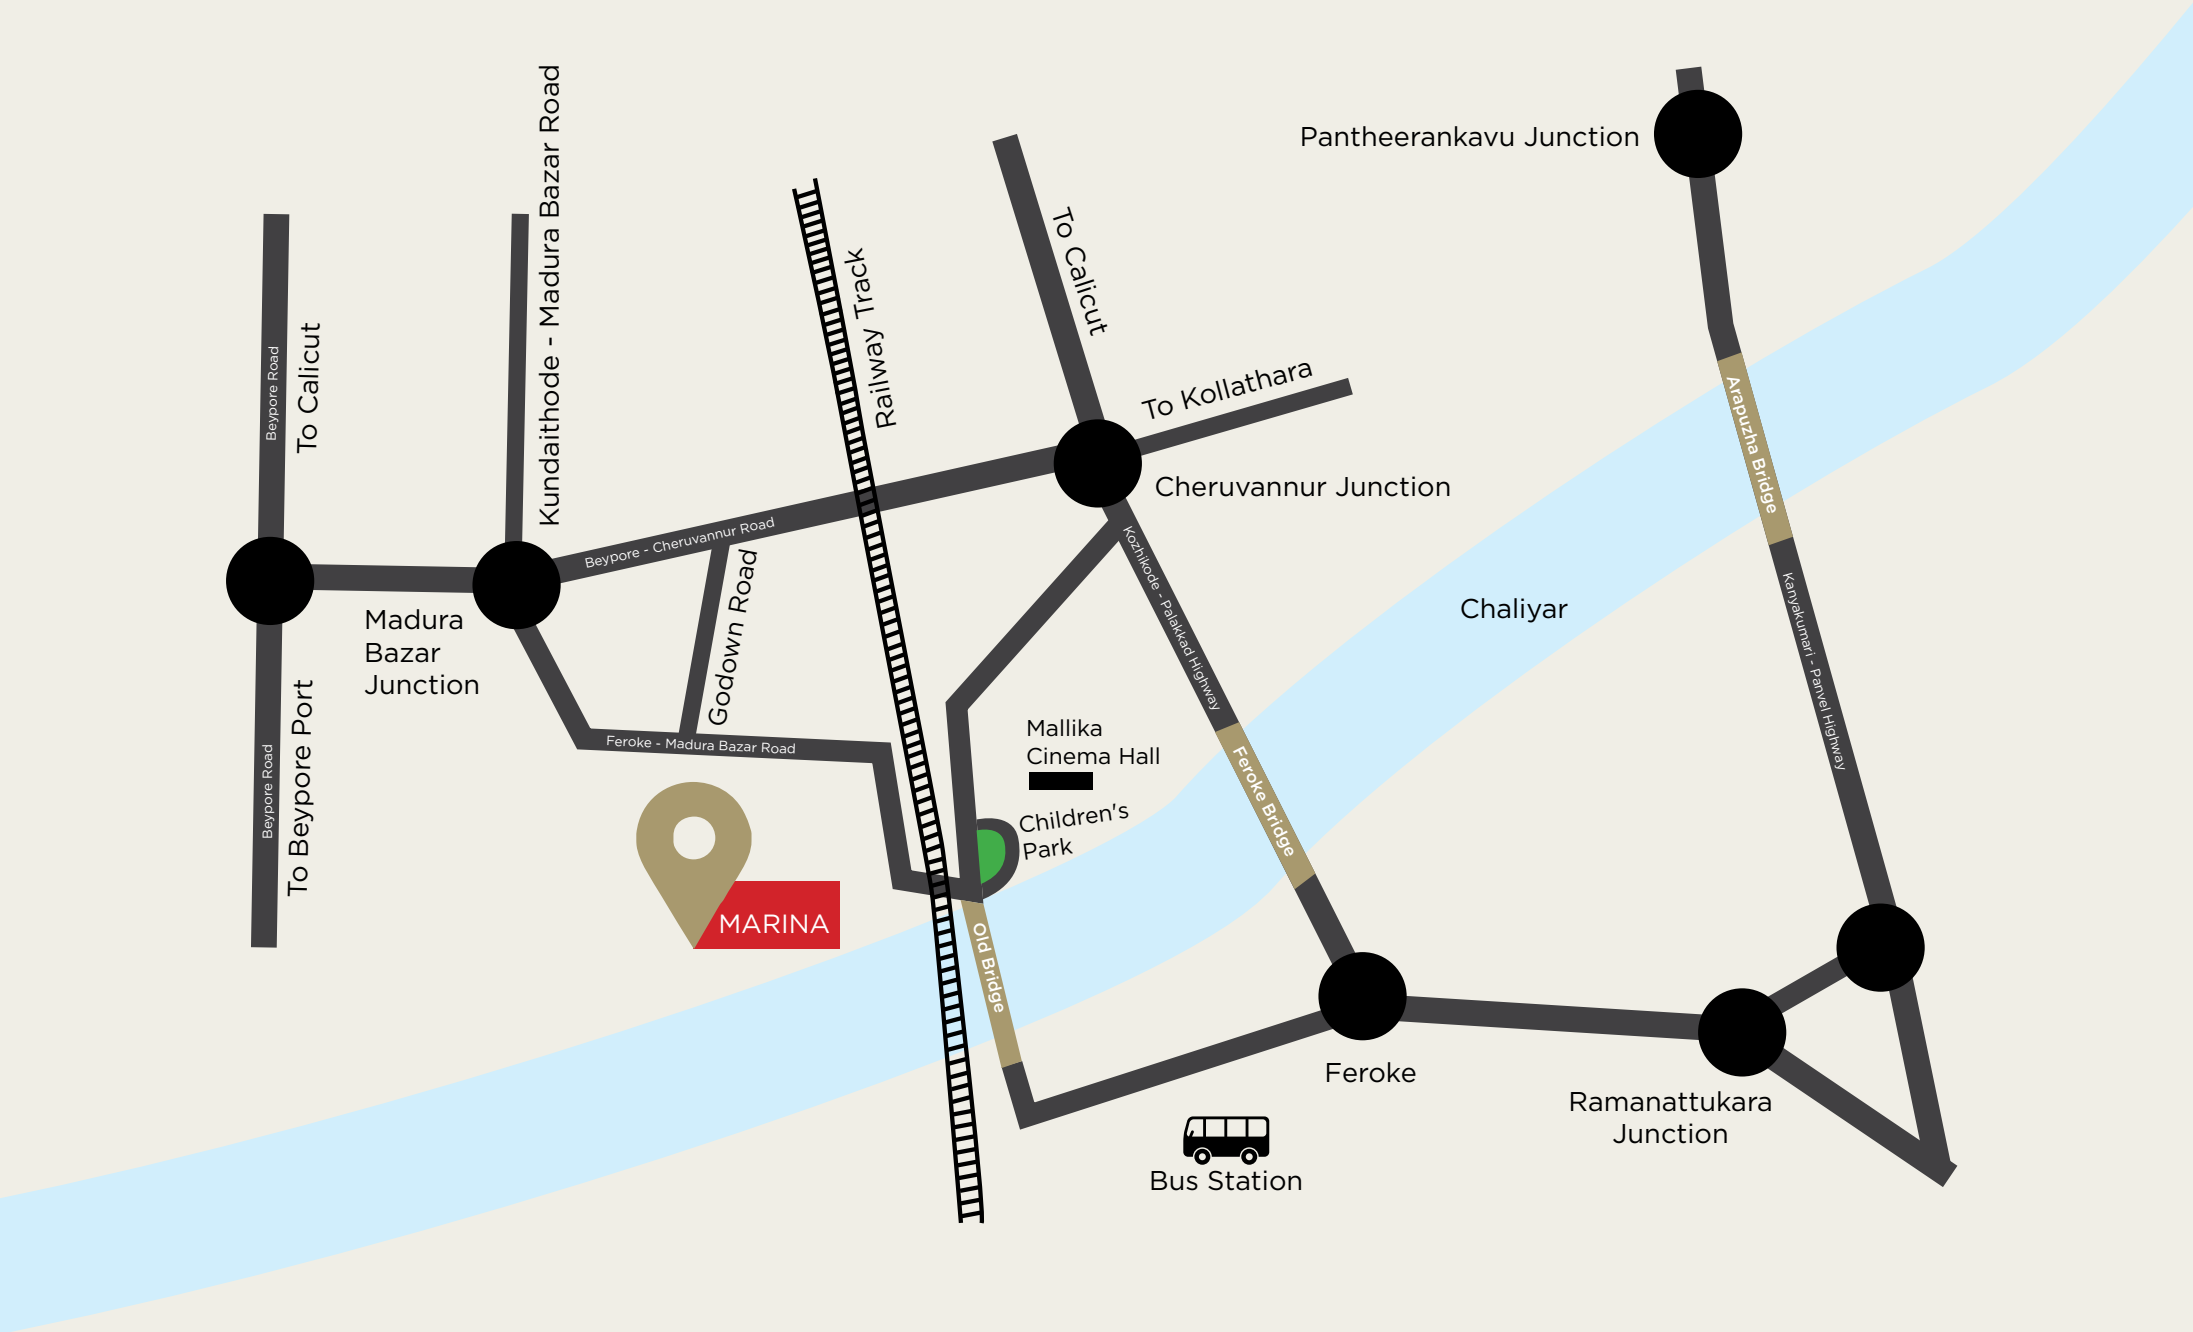 Kundaithode - Madura Bazar Road
Pantheerankavu Junction
To Calicut
Railway Track
Beypore Road
To Calicut
To Kollathara
Arapuzha Bridge
Cheruvannur Junction
Beypore - Cheruvannur Road
Kozhikode - Palakkad Highway
Godown Road
Chaliyar
Kanyakumari - Panvel Highway
Madura
Bazar
Junction
Beypore Road
To Beypore Port
Feroke - Madura Bazar Road
Mallika
Cinema Hall
Feroke Bridge
Children's
Park
MARINA
Old Bridge
Feroke
Ramanattukara
Junction
Bus Station